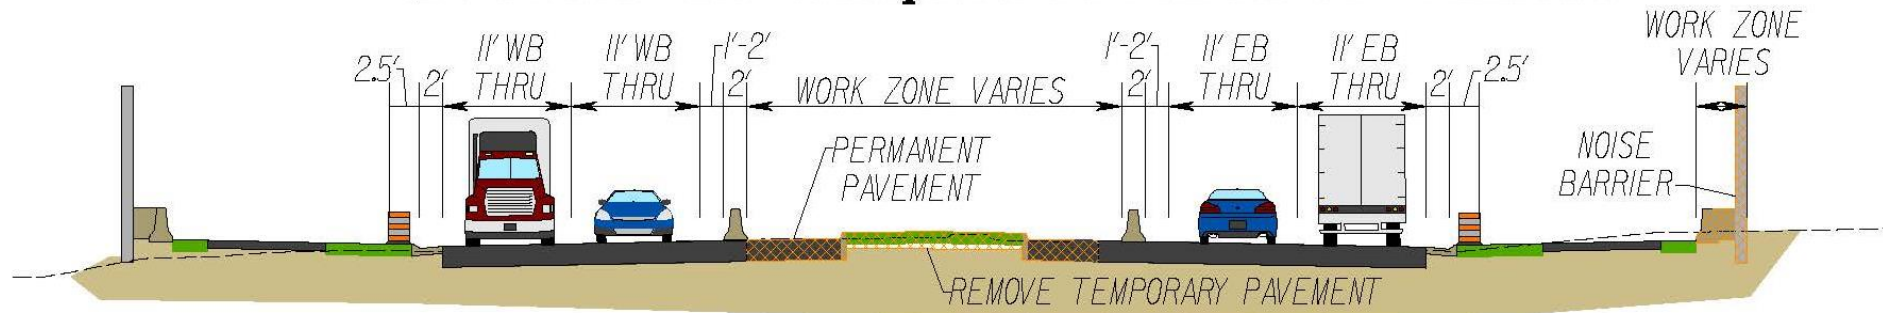 2.5'
2'
11' WB
THRU
11' WB
THRU
1'-2'
2'
WORK ZONE VARIES
1'-2'
2'
11' EB
THRU
11' EB
THRU
2'
2.5'
WORK ZONE
VARIES
PERMANENT
PAVEMENT
NOISE
BARRIER
REMOVE TEMPORARY PAVEMENT